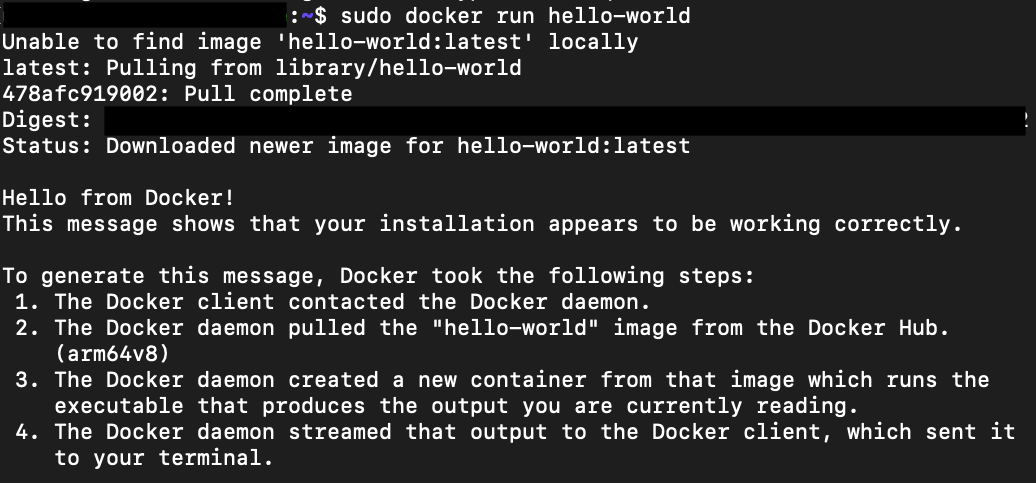 :~$ sudo docker run hello-world
Unable to find image 'hello-world:latest' locally
latest: Pulling from library/hello-world
478afc919002: Pull complete
Digest:
Status: Downloaded newer image for hello-world:latest
Hello from Docker!
This message shows that your installation appears to be working correctly.
To generate this message, Docker took the following steps:
1. The Docker client contacted the Docker daemon.
2. The Docker daemon pulled the "hello-world" image from the Docker Hub.
(arm64v8)
3. The Docker daemon created a new container from that image which runs the
executable that produces the output you are currently reading.
4. The Docker daemon streamed that output to the Docker client, which sent it
to your terminal.